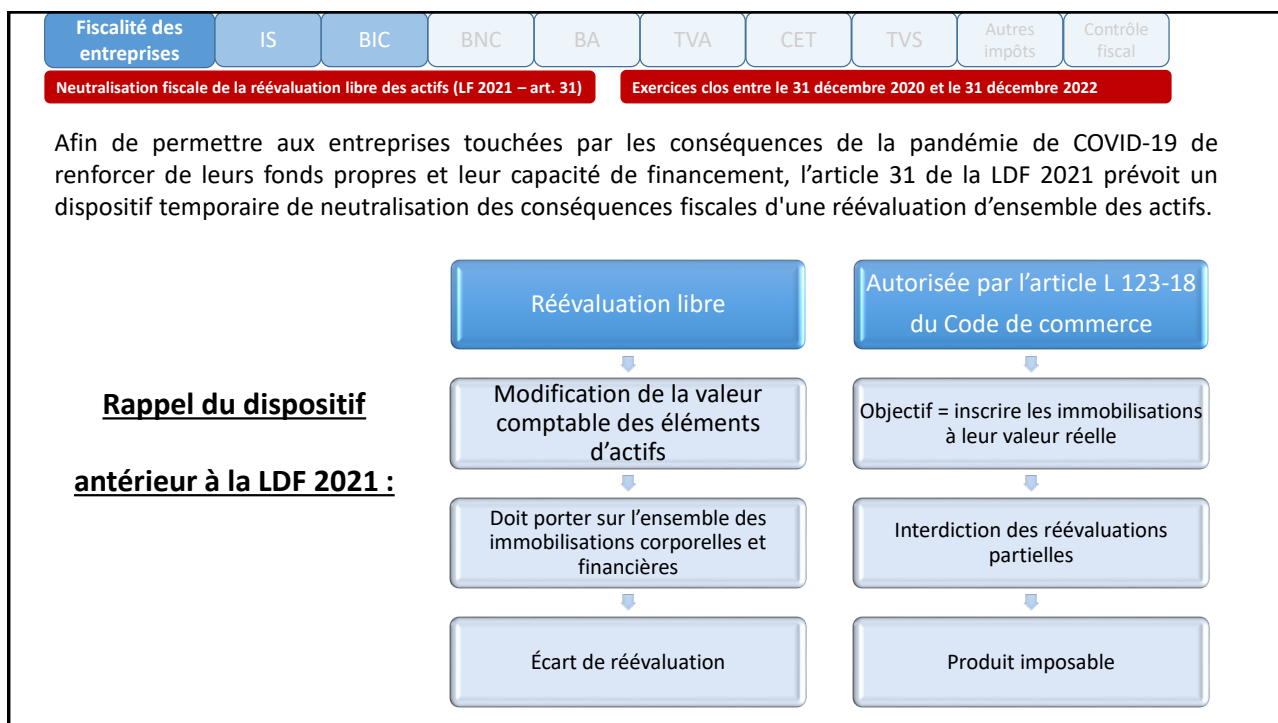 Fiscalité des
entreprises
IS
BIC
BNC
BA
TVA
CET
TVS
Autres
impôts
Contrôle
fiscal
Neutralisation fiscale de la réévaluation libre des actifs (LF 2021 – art. 31)
Exercices clos entre le 31 décembre 2020 et le 31 décembre 2022
Afin de permettre aux entreprises touchées par les conséquences de la pandémie de COVID-19 de
renforcer de leurs fonds propres et leur capacité de financement, l’article 31 de la LDF 2021 prévoit un
dispositif temporaire de neutralisation des conséquences fiscales d'une réévaluation d’ensemble des actifs.
Rappel du dispositif
antérieur à la LDF 2021 :
Réévaluation libre
Modification de la valeur
comptable des éléments
d’actifs
Doit porter sur l’ensemble des
immobilisations corporelles et
financières
Écart de réévaluation
Autorisée par l’article L 123-18
du Code de commerce
Objectif = inscrire les immobilisations
à leur valeur réelle
Interdiction des réévaluations
partielles
Produit imposable